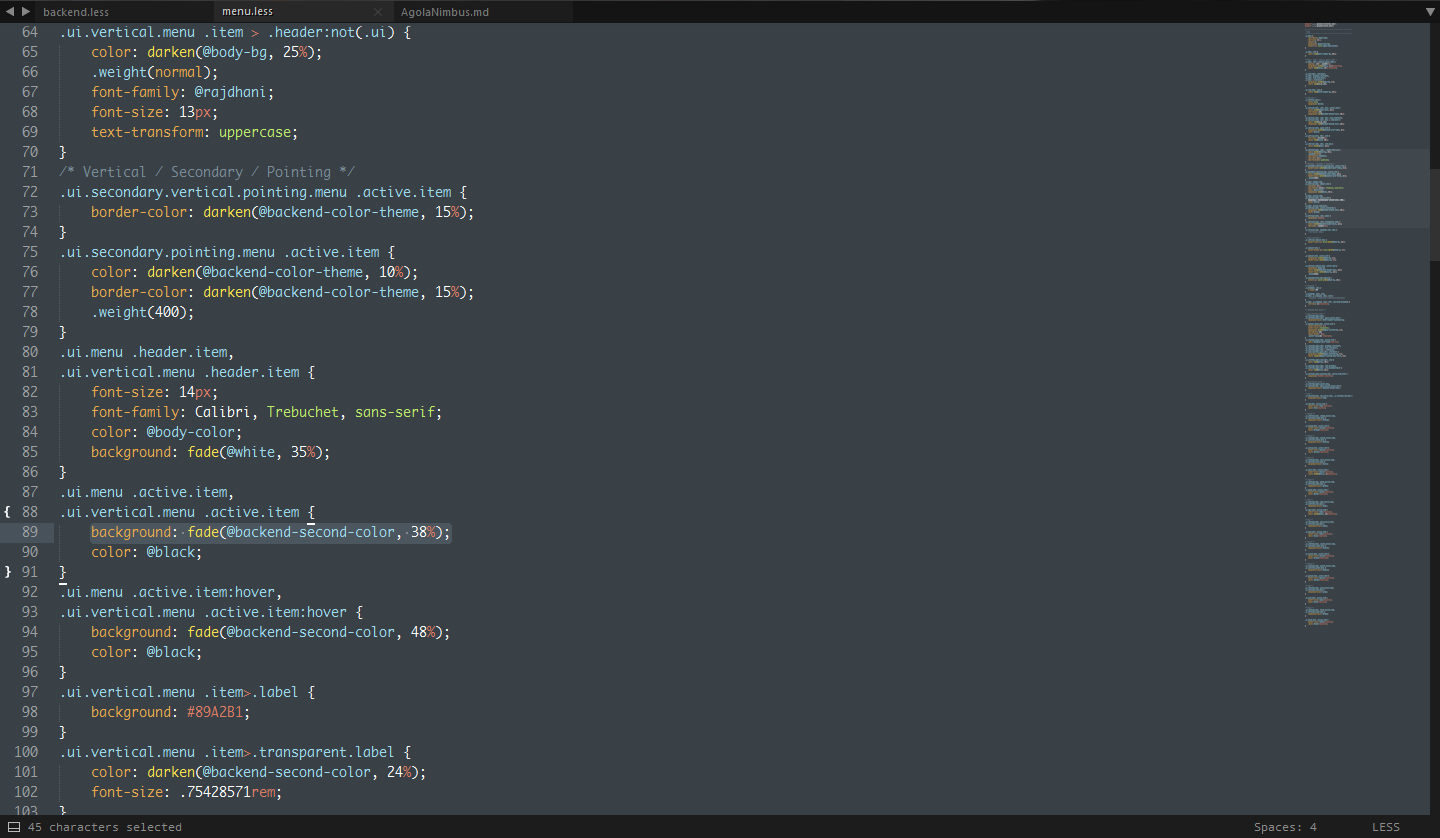 backend.less menu.less AgolaNimbus.md
64 .ui.vertical.menu .item > .header:not(.ui) {
65 color: darken(@body-bg, 25%);
66 .weight(normal);
67 font-family: @rajdhani;
68 font-size: 13px;
69 text-transform: uppercase;
70 }
71 /* Vertical / Secondary / Pointing */
72 .ui.secondary.vertical.pointing.menu .active.item {
73 border-color: darken(@backend-color-theme, 15%);
74 }
75 .ui.secondary.pointing.menu .active.item {
76 color: darken(@backend-color-theme, 10%);
77 border-color: darken(@backend-color-theme, 15%);
78 .weight(400);
79 }
80 .ui.menu .header.item,
81 .ui.vertical.menu .header.item {
82 font-size: 14px;
83 font-family: Calibri, Trebuchet, sans-serif;
84 color: @body-color;
85 background: fade(@white, 35%);
86 }
87 .ui.menu .active.item,
{ 88 .ui.vertical.menu .active.item {
89 background: fade(@backend-second-color, 38%);
90 color: @black;
} 91 }
92 .ui.menu .active.item:hover,
93 .ui.vertical.menu .active.item:hover {
94 background: fade(@backend-second-color, 48%);
95 color: @black;
96 }
97 .ui.vertical.menu .item>.label {
98 background: #89A2B1;
99 }
100 .ui.vertical.menu .item>.transparent.label {
101 color: darken(@backend-second-color, 24%);
102 font-size: .75428571rem;
103 }
45 characters selected Spaces: 4 LESS